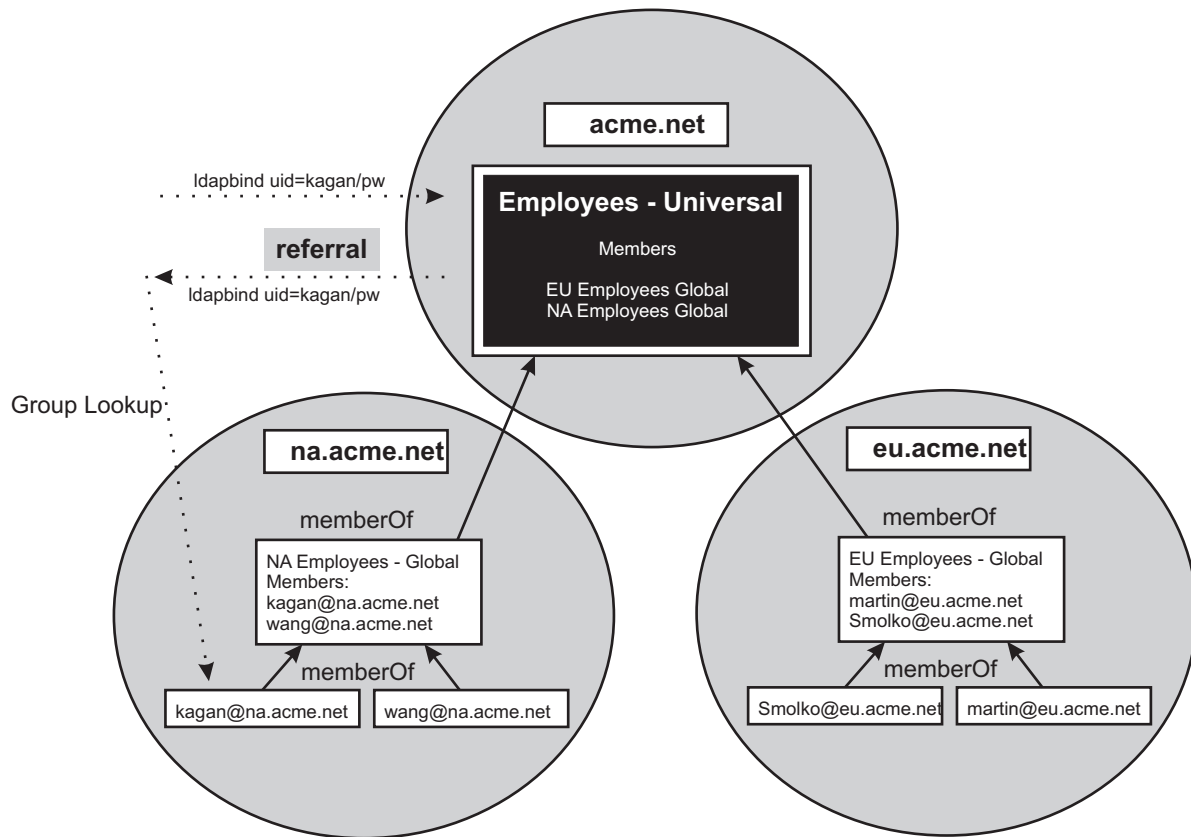 acme.net
ldapbind uid=kagan/pw
Employees - Universal
Members
EU Employees Global
NA Employees Global
referral
ldapbind uid=kagan/pw
Group Lookup
na.acme.net
memberOf
NA Employees - Global
Members:
kagan@na.acme.net
wang@na.acme.net
memberOf
kagan@na.acme.net
wang@na.acme.net
eu.acme.net
memberOf
EU Employees - Global
Members:
martin@eu.acme.net
Smolko@eu.acme.net
memberOf
Smolko@eu.acme.net
martin@eu.acme.net